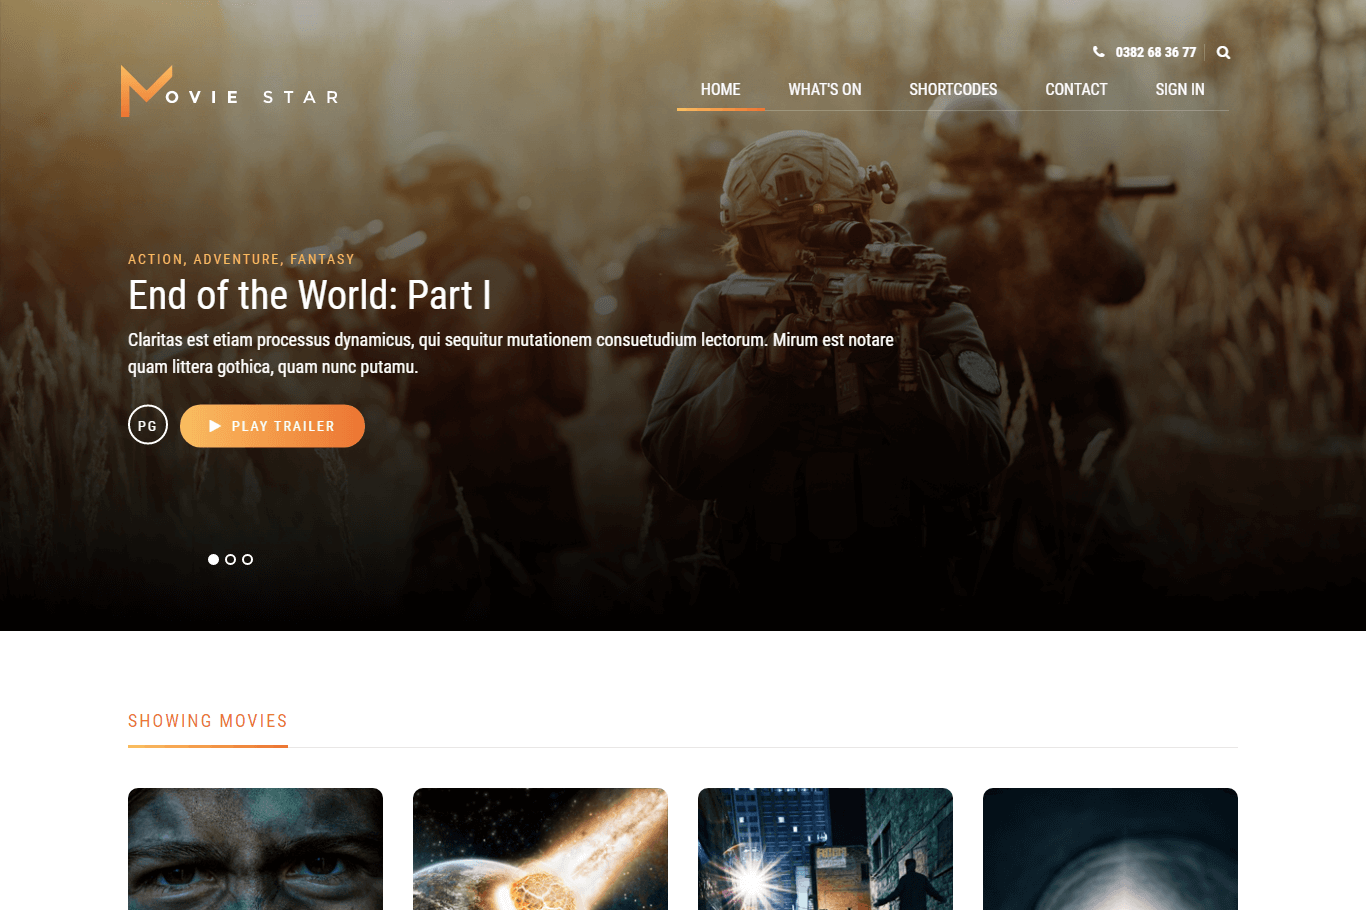 0382 68 36 77
MOVIE STAR
HOME WHAT'S ON SHORTCODES CONTACT SIGN IN
ACTION, ADVENTURE, FANTASY
End of the World: Part I
Claritas est etiam processus dynamicus, qui sequitur mutationem consuetudium lectorum. Mirum est notare
quam littera gothica, quam nunc putamu.
PG PLAY TRAILER
SHOWING MOVIES